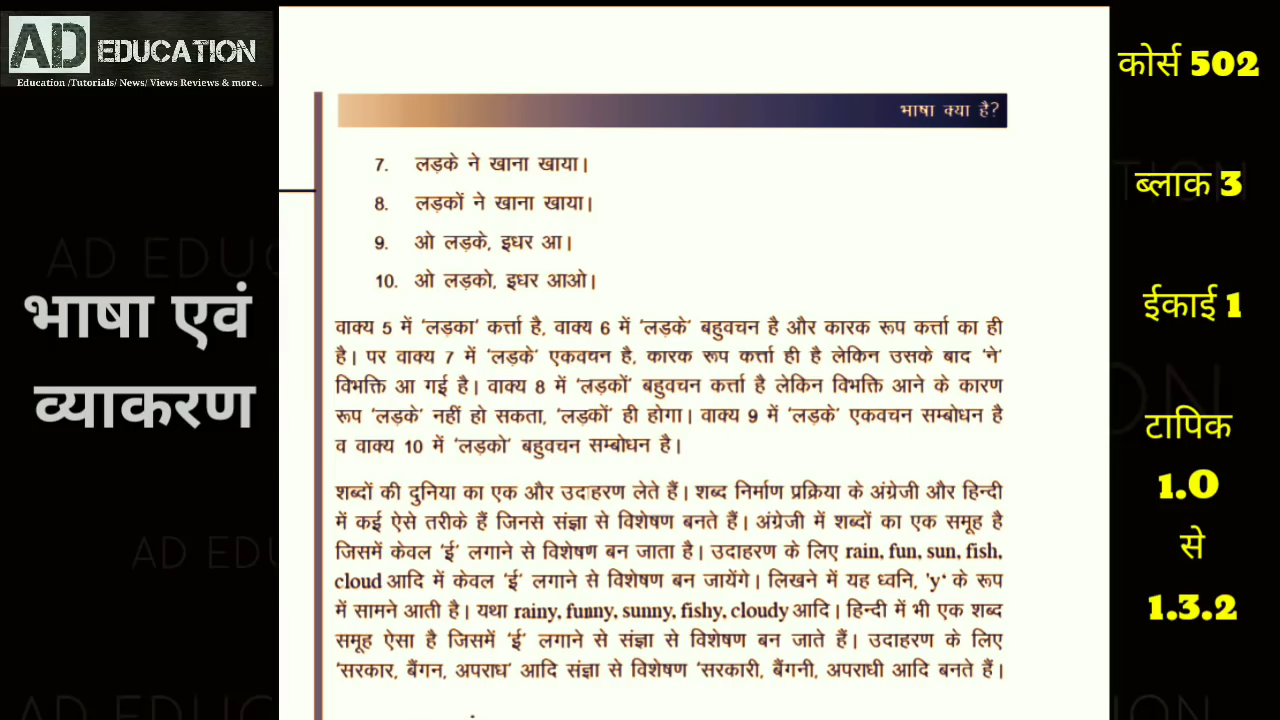 AD EDUCATION
Education /Tutorials/ News/ Views Reviews & more..
भाषा एवं
व्याकरण
भाषा क्या है?
7. लड़के ने खाना खाया।
8. लड़कों ने खाना खाया।
9. ओ लड़के, इधर आ।
10. ओ लड़को, इधर आओ।
वाक्य 5 में 'लड़का' कर्त्ता है, वाक्य 6 में 'लड़के' बहुवचन है और कारक रूप कर्त्ता का ही
है। पर वाक्य 7 में 'लड़के' एकवचन है, कारक रूप कर्त्ता ही है लेकिन उसके बाद 'ने'
विभक्ति आ गई है। वाक्य 8 में 'लड़कों' बहुवचन कर्त्ता है लेकिन विभक्ति आने के कारण
रूप 'लड़के' नहीं हो सकता, 'लड़कों' ही होगा। वाक्य 9 में 'लड़के' एकवचन सम्बोधन है
व वाक्य 10 में 'लड़को' बहुवचन सम्बोधन है।
शब्दों की दुनिया का एक और उदाहरण लेते हैं। शब्द निर्माण प्रक्रिया के अंग्रेजी और हिन्दी
में कई ऐसे तरीके हैं जिनसे संज्ञा से विशेषण बनते हैं। अंग्रेजी में शब्दों का एक समूह है
जिसमें केवल 'ई' लगाने से विशेषण बन जाता है। उदाहरण के लिए rain, fun, sun, fish,
cloud आदि में केवल 'ई' लगाने से विशेषण बन जायेंगे। लिखने में यह ध्वनि, 'y' के रूप
में सामने आती है। यथा rainy, funny, sunny, fishy, cloudy आदि। हिन्दी में भी एक शब्द
समूह ऐसा है जिसमें 'ई' लगाने से संज्ञा से विशेषण बन जाते हैं। उदाहरण के लिए
'सरकार, बैंगन, अपराध' आदि संज्ञा से विशेषण 'सरकारी, बैंगनी, अपराधी आदि बनते हैं।
कोर्स 502
ब्लाक 3
ईकाई 1
टापिक
1.0
से
1.3.2